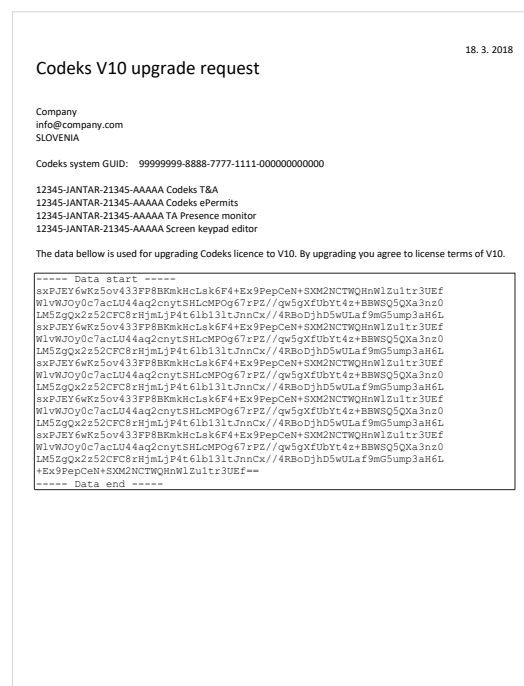 18. 3. 2018
Codeks V10 upgrade request
Company
info@company.com
SLOVENIA
Codeks system GUID: 99999999-8888-7777-1111-000000000000
12345-JANTAR-21345-AAAAA Codeks T&A
12345-JANTAR-21345-AAAAA Codeks ePermits
12345-JANTAR-21345-AAAAA TA Presence monitor
12345-JANTAR-21345-AAAAA Screen keypad editor
The data bellow is used for upgrading Codeks licence to V10. By upgrading you agree to license terms of V10.
----- Data start -----
sxPJEY6wKz5ov433FP8BKmkHcLsk6F4+Ex9PepCeN+SXM2NCTWQHnWlZu1tr3UEf
WlvWJOy0c7acLU44aq2cnytSHLcMPOg67rPZ//qw5gXfUbYt4z+BBWSQ5QXa3nz0
LM5ZgQx2z52CFC8rHjmLjP4t6lb13ltJnnCx//4RBoDjhD5wULaf9mG5ump3aH6L
sxPJEY6wKz5ov433FP8BKmkHcLsk6F4+Ex9PepCeN+SXM2NCTWQHnWlZu1tr3UEf
WlvWJOy0c7acLU44aq2cnytSHLcMPOg67rPZ//qw5gXfUbYt4z+BBWSQ5QXa3nz0
LM5ZgQx2z52CFC8rHjmLjP4t6lb13ltJnnCx//4RBoDjhD5wULaf9mG5ump3aH6L
sxPJEY6wKz5ov433FP8BKmkHcLsk6F4+Ex9PepCeN+SXM2NCTWQHnWlZu1tr3UEf
WlvWJOy0c7acLU44aq2cnytSHLcMPOg67rPZ//qw5gXfUbYt4z+BBWSQ5QXa3nz0
LM5ZgQx2z52CFC8rHjmLjP4t6lb13ltJnnCx//4RBoDjhD5wULaf9mG5ump3aH6L
sxPJEY6wKz5ov433FP8BKmkHcLsk6F4+Ex9PepCeN+SXM2NCTWQHnWlZu1tr3UEf
WlvWJOy0c7acLU44aq2cnytSHLcMPOg67rPZ//qw5gXfUbYt4z+BBWSQ5QXa3nz0
LM5ZgQx2z52CFC8rHjmLjP4t6lb13ltJnnCx//4RBoDjhD5wULaf9mG5ump3aH6L
sxPJEY6wKz5ov433FP8BKmkHcLsk6F4+Ex9PepCeN+SXM2NCTWQHnWlZu1tr3UEf
WlvWJOy0c7acLU44aq2cnytSHLcMPOg67rPZ//qw5gXfUbYt4z+BBWSQ5QXa3nz0
LM5ZgQx2z52CFC8rHjmLjP4t6lb13ltJnnCx//4RBoDjhD5wULaf9mG5ump3aH6L
+Ex9PepCeN+SXM2NCTWQHnWlZu1tr3UEf==
----- Data end -----